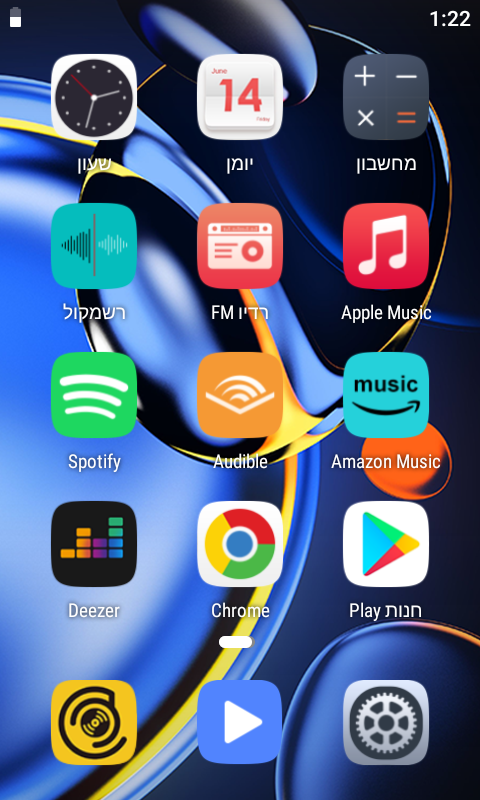 1:22
June
14
Friday
שעון
יומן
מחשבון
רשמקול
רדיו FM
Apple Music
Spotify
music
Audible
Amazon Music
Deezer
Chrome
חנות Play